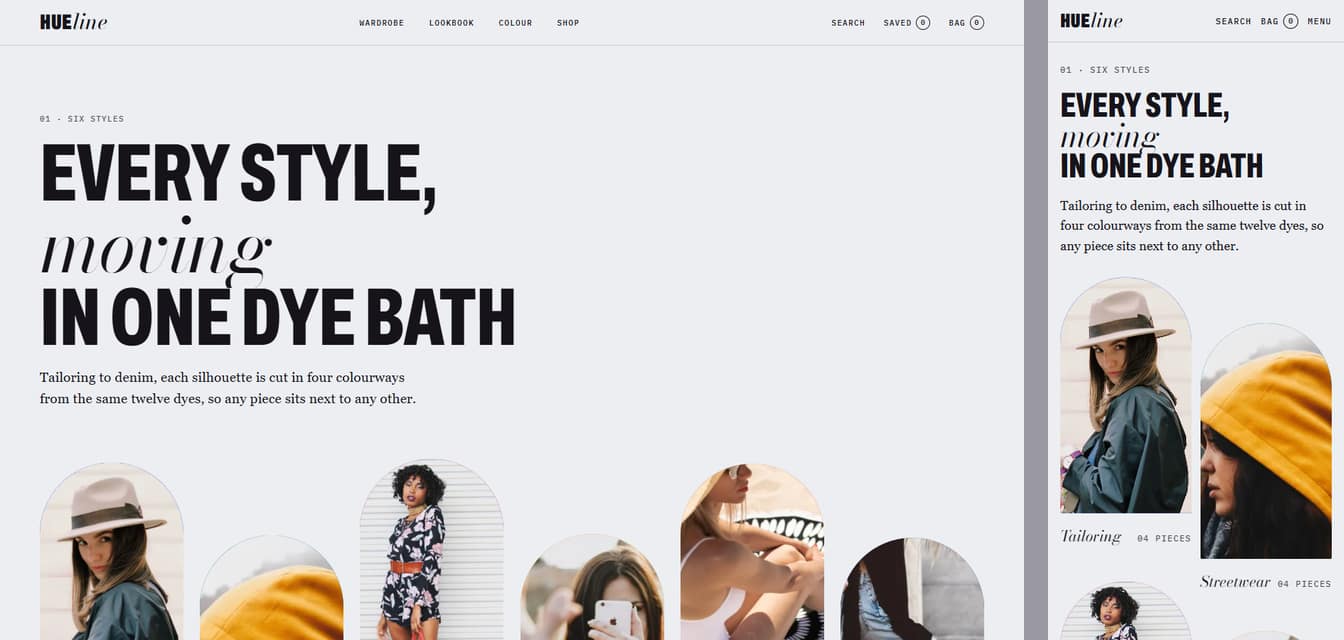 HUEline
WARDROBE LOOKBOOK COLOUR SHOP
SEARCH SAVED 0 BAG 0
01 · SIX STYLES
EVERY STYLE,
moving
IN ONE DYE BATH
Tailoring to denim, each silhouette is cut in four colourways
from the same twelve dyes, so any piece sits next to any other.
HUEline
SEARCH BAG 0 MENU
01 · SIX STYLES
EVERY STYLE,
moving
IN ONE DYE BATH
Tailoring to denim, each silhouette is cut in
four colourways from the same twelve dyes, so
any piece sits next to any other.
Tailoring 04 PIECES
Streetwear 04 PIECES